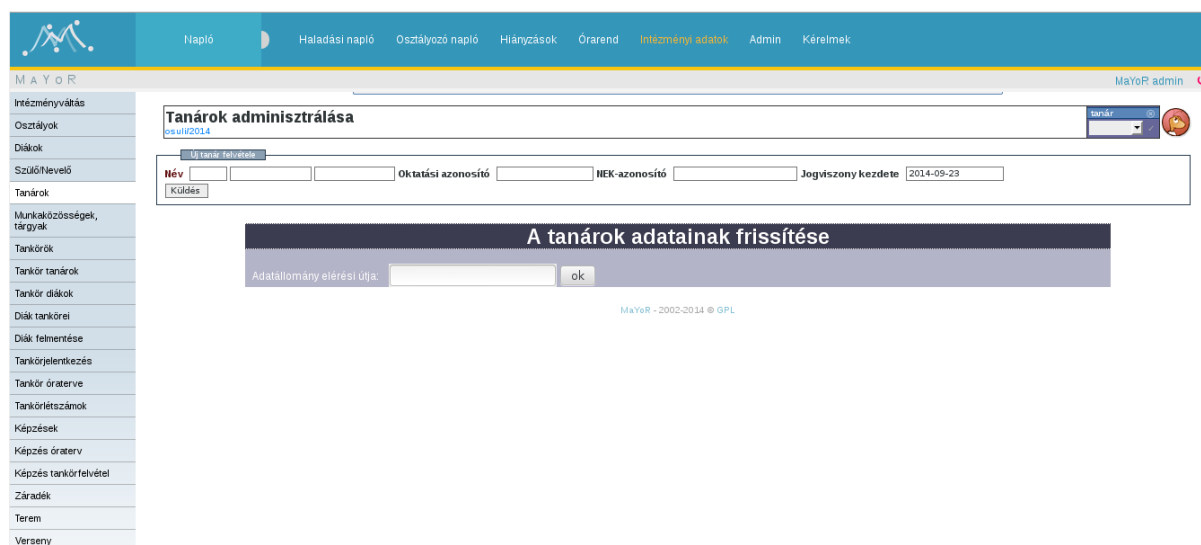 Napló Haladási napló Osztályozó napló Hiányzások Órarend Intézményi adatok Admin Kérelmek
MaYoR MaYoR admin
Intézményváltás
Osztályok
Diákok
Szülő/Nevelő
Tanárok
Munkaközösségek,
tárgyak
Tankörök
Tankör tanárok
Tankör diákok
Diák tankörei
Diák felmentése
Tankörjelentkezés
Tankör óraterve
Tankörlétszámok
Képzések
Képzés óraterv
Képzés tankörfelvétel
Záradék
Terem
Verseny
Tanárok adminisztrálása
osuli/2014
tanár
Új tanár felvétele
Név Oktatási azonosító NEK-azonosító Jogviszony kezdete 2014-09-23
Küldés
A tanárok adatainak frissítése
Adatállomány elérési útja: ok
MaYoR - 2002-2014 © GPL